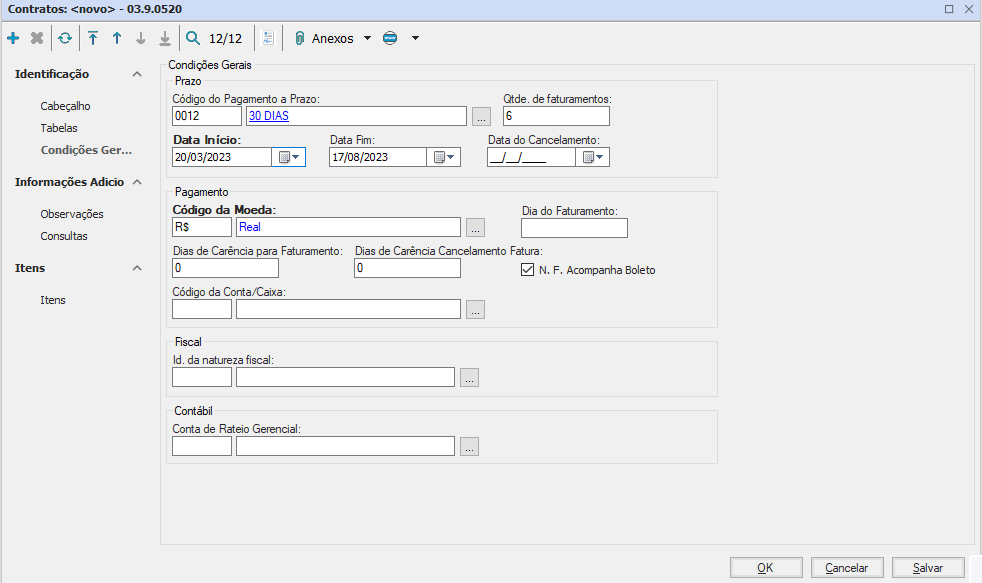 Contratos: <novo> - 03.9.0520
12/12 Anexos
Identificação
Cabeçalho
Tabelas
Condições Ger...
Informações Adicio
Observações
Consultas
Itens
Itens
Condições Gerais
Prazo
Código do Pagamento a Prazo: Qtde. de faturamentos:
0012 30 DIAS ... 6
Data Início: Data Fim: Data do Cancelamento:
20/03/2023 17/08/2023 __/__/____
Pagamento
Código da Moeda: Dia do Faturamento:
R$ Real ...
Dias de Carência para Faturamento: Dias de Carência Cancelamento Fatura:
0 0 N. F. Acompanha Boleto
Código da Conta/Caixa:
...
Fiscal
Id. da natureza fiscal:
...
Contábil
Conta de Rateio Gerencial:
...
OK Cancelar Salvar